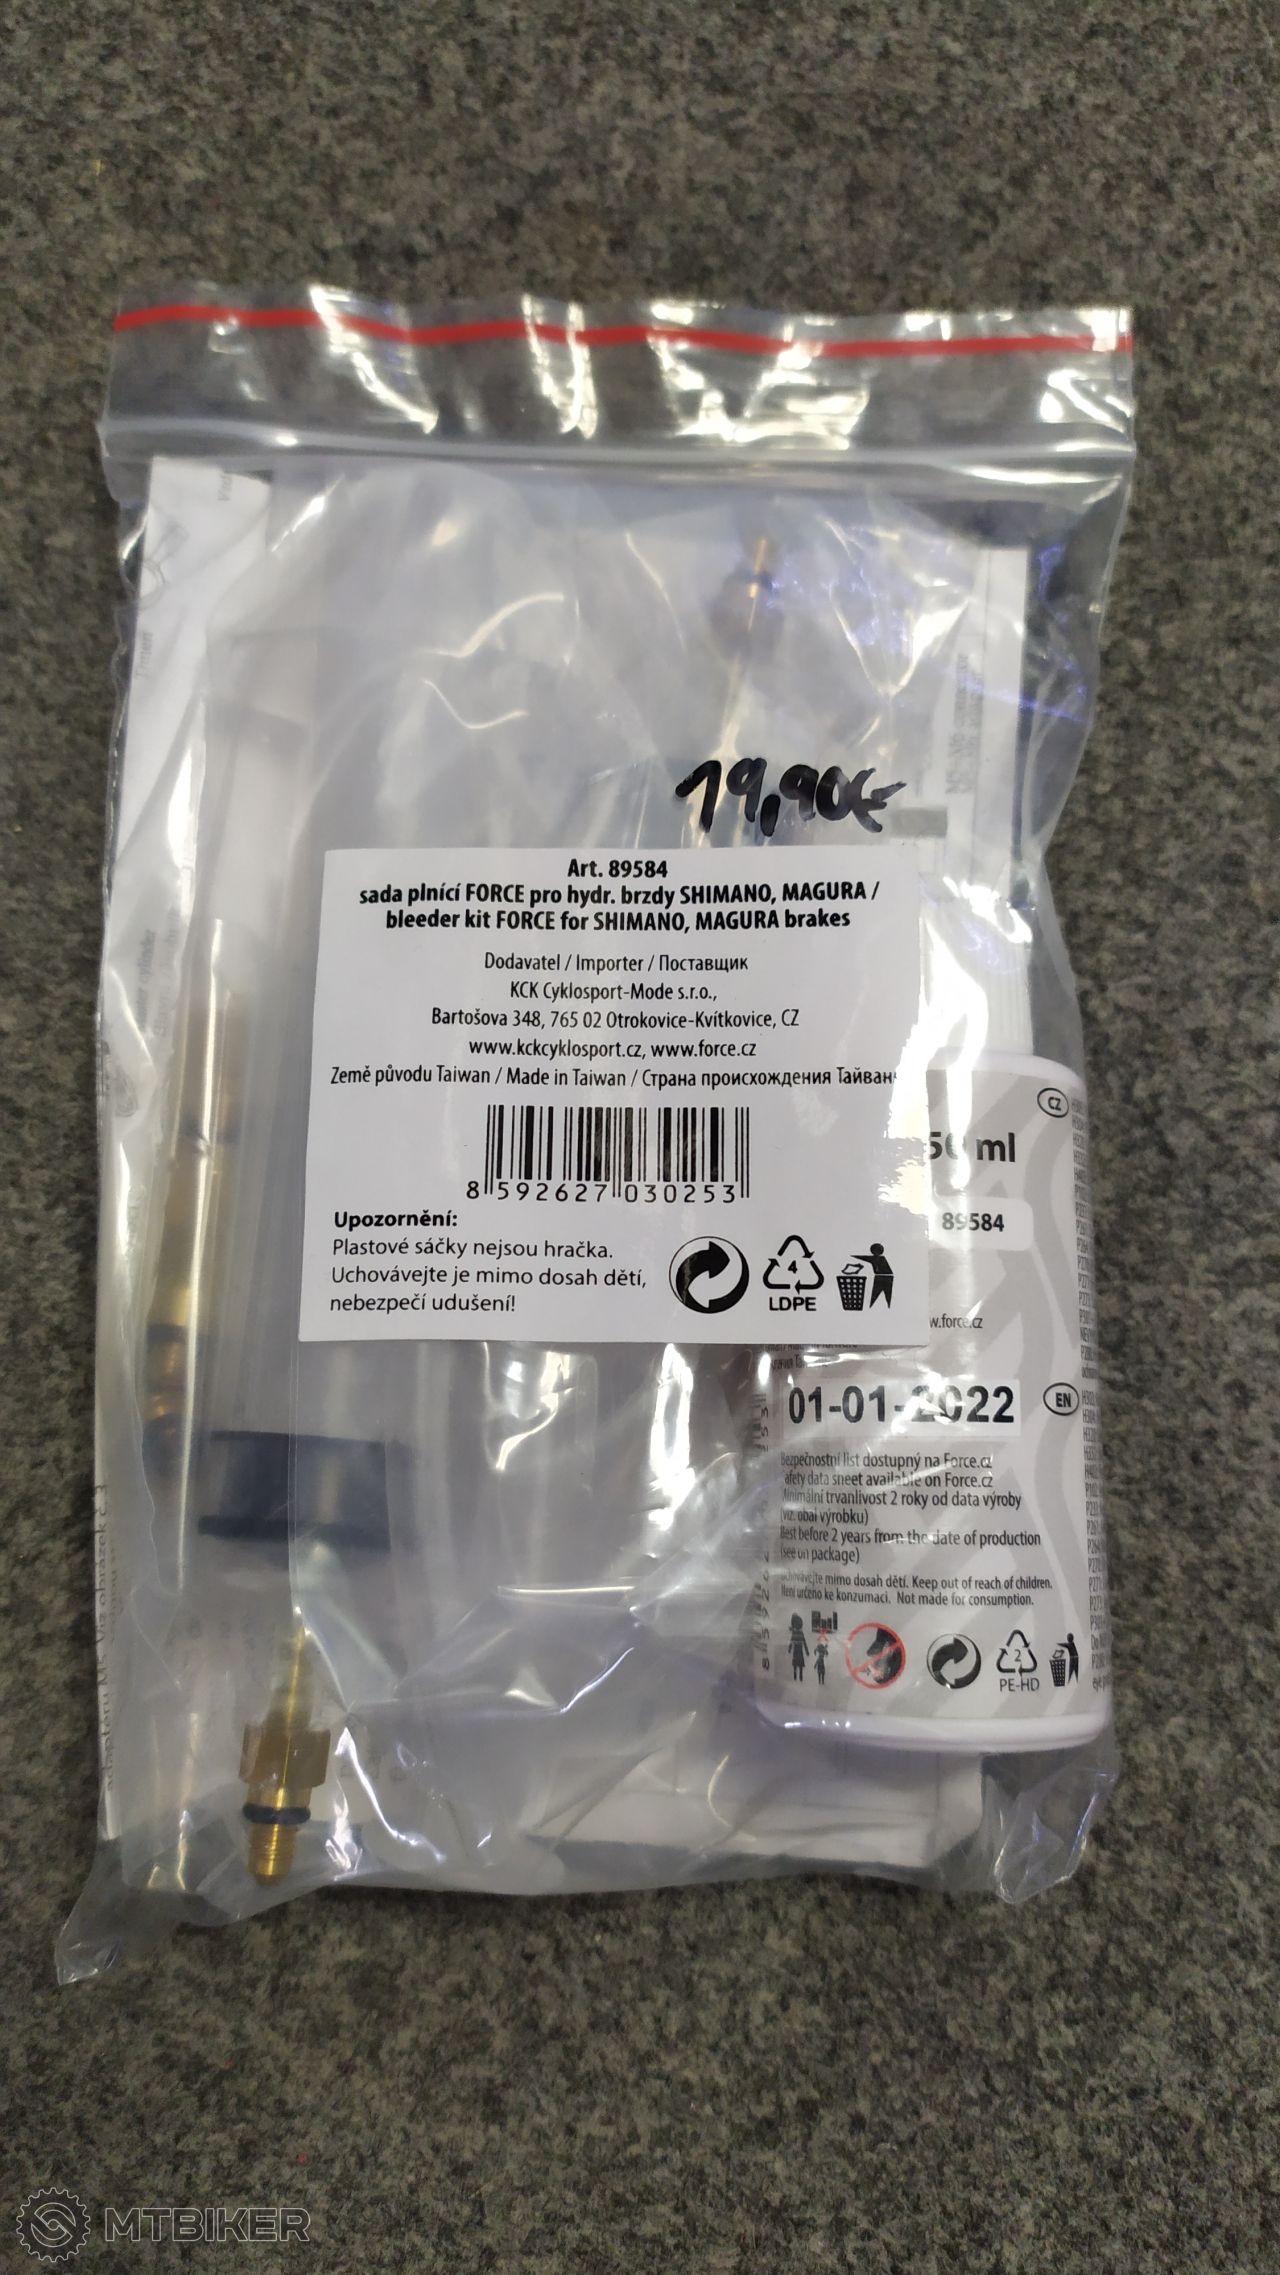 19,90€
Art. 89584
sada plnící FORCE pro hydr. brzdy SHIMANO, MAGURA /
bleeder kit FORCE for SHIMANO, MAGURA brakes
Dodavatel / Importer / Поставщик
KCK Cyklosport-Mode s.r.o.,
Bartošova 348, 765 02 Otrokovice-Kvítkovice, CZ
www.kckcyklosport.cz, www.force.cz
Země původu Taiwan / Made in Taiwan / Страна происхождения Тайван
8 592627 030253
Upozornění:
Plastové sáčky nejsou hračka.
Uchovávejte je mimo dosah dětí,
nebezpečí udušení!
4
LDPE
CZ
50 ml
89584
w.force.cz
01-01-2022
EN
Bezpečnostní list dostupný na Force.cz
afety data sheet available on Force.cz
Minimální trvanlivost 2 roky od data výroby
(viz. obal výrobku)
Best before 2 years from the date of production
(see on package)
Uchovávejte mimo dosah dětí. Keep out of reach of children.
Není určeno ke konzumaci. Not made for consumption.
2
PE-HD
MTBIKER